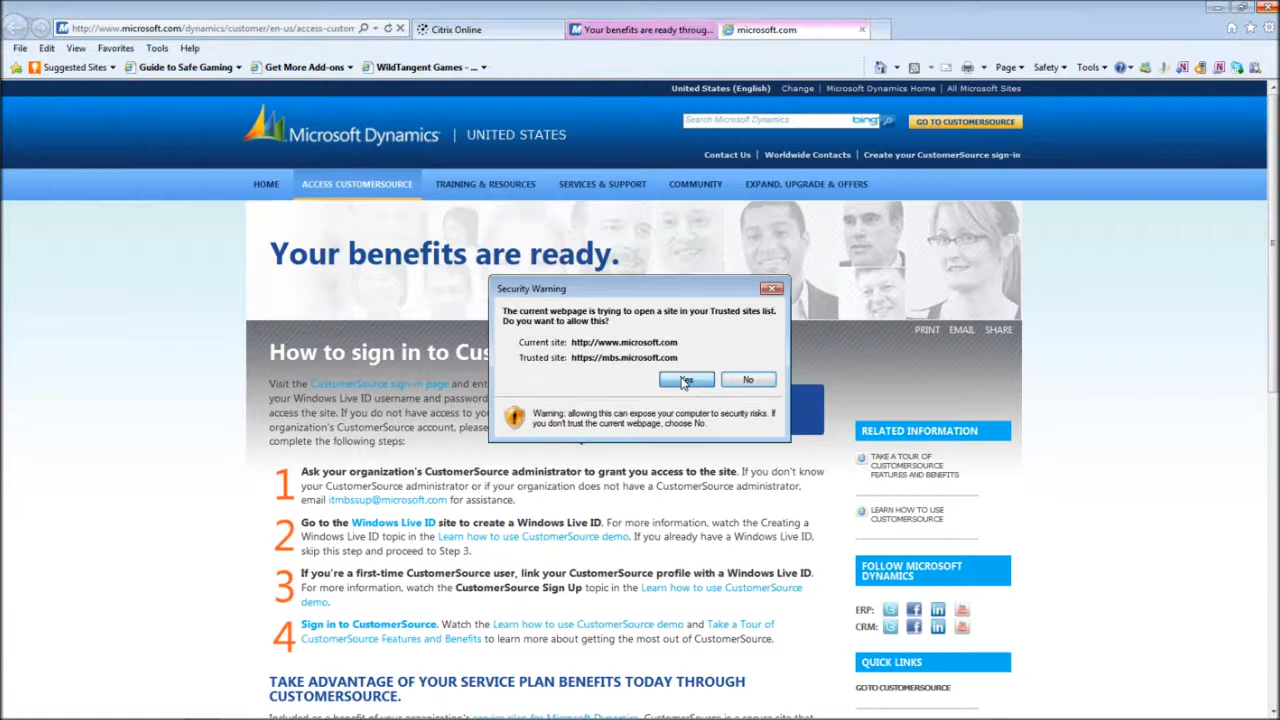 http://www.microsoft.com/dynamics/customer/en-us/access-custom
Citrix Online
Your benefits are ready throug...
microsoft.com
File Edit View Favorites Tools Help
Suggested Sites
Guide to Safe Gaming
Get More Add-ons
WildTangent Games - ...
Page
Safety
Tools
United States (English) Change | Microsoft Dynamics Home | All Microsoft Sites
Microsoft Dynamics | UNITED STATES
Search Microsoft Dynamics bing
GO TO CUSTOMERSOURCE
Contact Us | Worldwide Contacts | Create your CustomerSource sign-in
HOME ACCESS CUSTOMERSOURCE TRAINING & RESOURCES SERVICES & SUPPORT COMMUNITY EXPAND, UPGRADE & OFFERS
Your benefits are ready.
Security Warning
The current webpage is trying to open a site in your Trusted sites list.
Do you want to allow this?
Current site: http://www.microsoft.com
Trusted site: https://mbs.microsoft.com
Yes No
Warning: allowing this can expose your computer to security risks. If
you don't trust the current webpage, choose No.
PRINT EMAIL SHARE
How to sign in to Cus
Visit the CustomerSource sign-in page and ent
your Windows Live ID username and password
access the site. If you do not have access to yo
organization's CustomerSource account, please
complete the following steps:
1 Ask your organization's CustomerSource administrator to grant you access to the site. If you don't know
your CustomerSource administrator or if your organization does not have a CustomerSource administrator,
email itmbssup@microsoft.com for assistance.
2 Go to the Windows Live ID site to create a Windows Live ID. For more information, watch the Creating a
Windows Live ID topic in the Learn how to use CustomerSource demo. If you already have a Windows Live ID,
skip this step and proceed to Step 3.
3 If you're a first-time CustomerSource user, link your CustomerSource profile with a Windows Live ID.
For more information, watch the CustomerSource Sign Up topic in the Learn how to use CustomerSource
demo.
4 Sign in to CustomerSource. Watch the Learn how to use CustomerSource demo and Take a Tour of
CustomerSource Features and Benefits to learn more about getting the most out of CustomerSource.
TAKE ADVANTAGE OF YOUR SERVICE PLAN BENEFITS TODAY THROUGH
CUSTOMERSOURCE.
Included as a benefit of your organization's service plan for Microsoft Dynamics, CustomerSource is a secure site that
RELATED INFORMATION
TAKE A TOUR OF
CUSTOMERSOURCE
FEATURES AND BENEFITS
LEARN HOW TO USE
CUSTOMERSOURCE
FOLLOW MICROSOFT
DYNAMICS
ERP:
CRM:
QUICK LINKS
GO TO CUSTOMERSOURCE